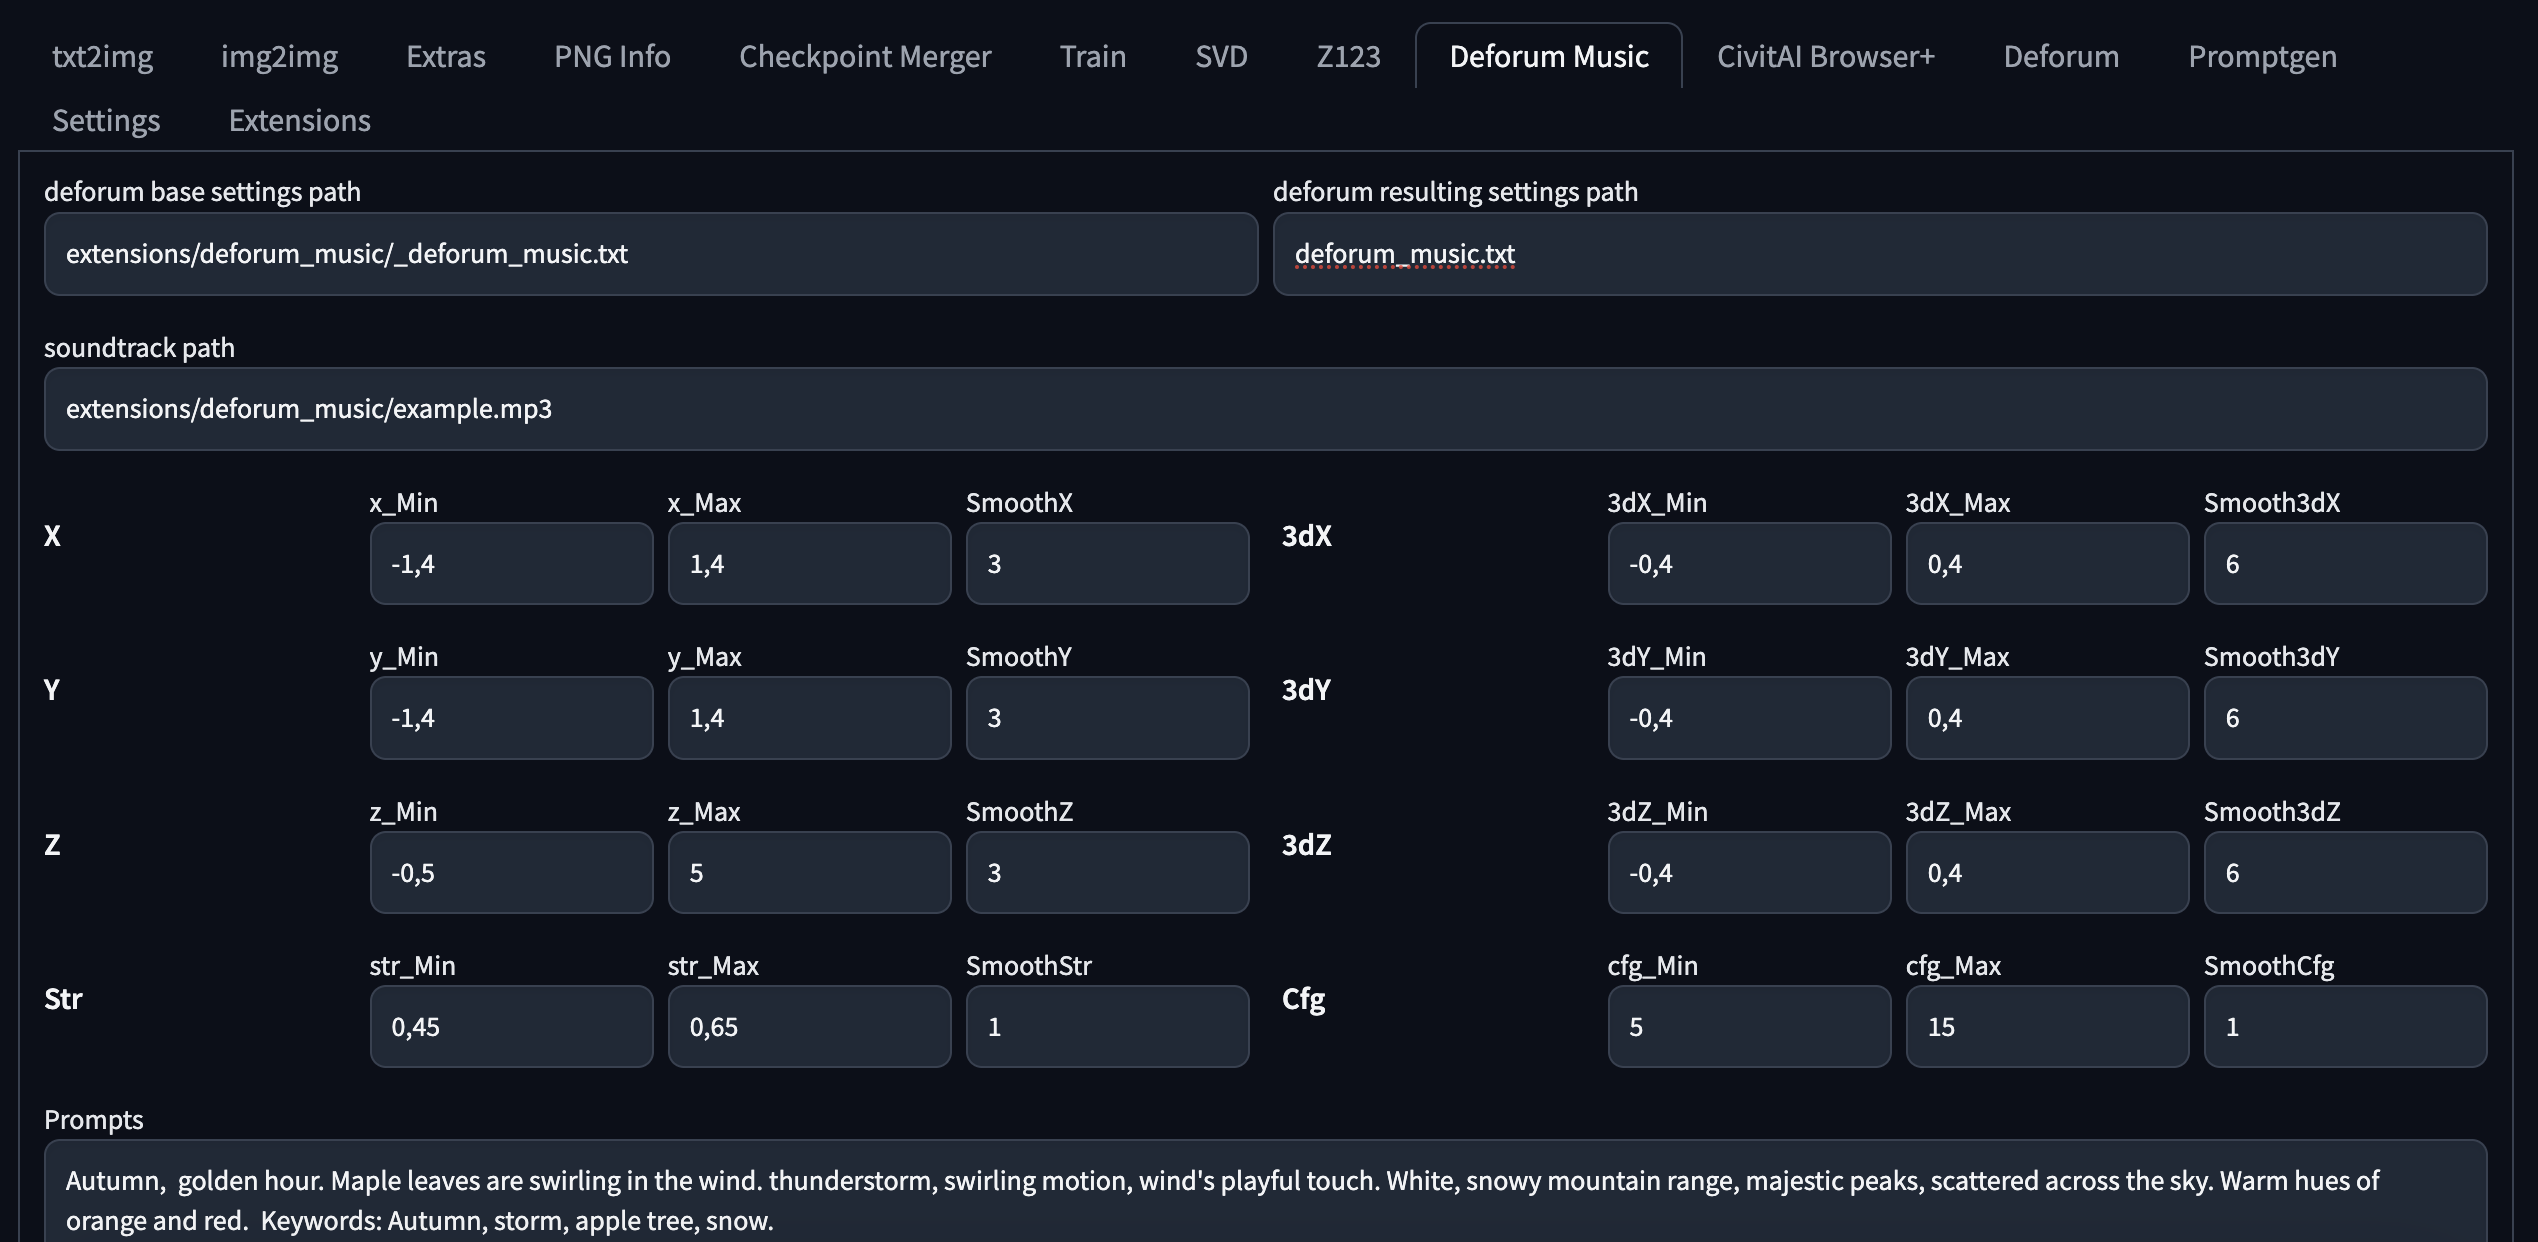 txt2img img2img Extras PNG Info Checkpoint Merger Train SVD Z123 Deforum Music CivitAI Browser+ Deforum Promptgen
Settings Extensions
deforum base settings path deforum resulting settings path
extensions/deforum_music/_deforum_music.txt deforum_music.txt
soundtrack path
extensions/deforum_music/example.mp3
x_Min x_Max SmoothX 3dX_Min 3dX_Max Smooth3dX
X -1,4 1,4 3 3dX -0,4 0,4 6
y_Min y_Max SmoothY 3dY_Min 3dY_Max Smooth3dY
Y -1,4 1,4 3 3dY -0,4 0,4 6
z_Min z_Max SmoothZ 3dZ_Min 3dZ_Max Smooth3dZ
Z -0,5 5 3 3dZ -0,4 0,4 6
str_Min str_Max SmoothStr cfg_Min cfg_Max SmoothCfg
Str 0,45 0,65 1 Cfg 5 15 1
Prompts
Autumn,  golden hour. Maple leaves are swirling in the wind. thunderstorm, swirling motion, wind's playful touch. White, snowy mountain range, majestic peaks, scattered across the sky. Warm hues of
orange and red.  Keywords: Autumn, storm, apple tree, snow.